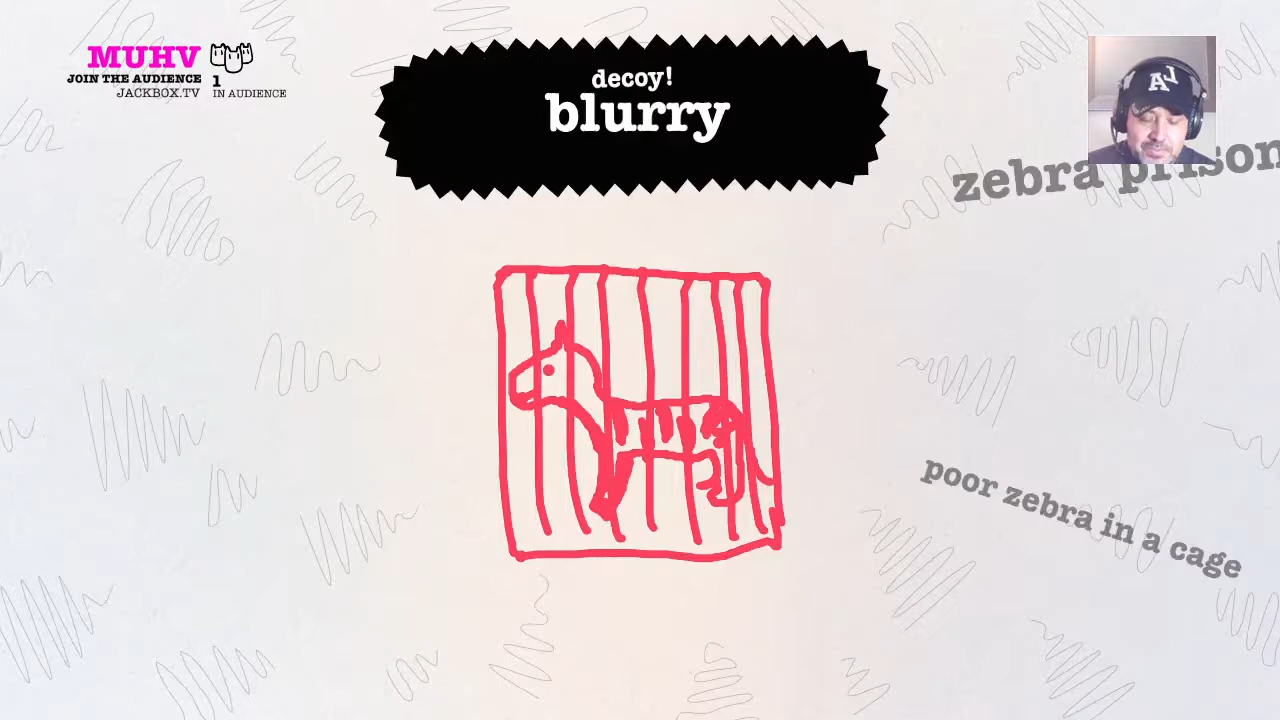 MUHV
JOIN THE AUDIENCE
JACKBOX.TV
1
IN AUDIENCE
decoy!
blurry
zebra prison
poor zebra in a cage